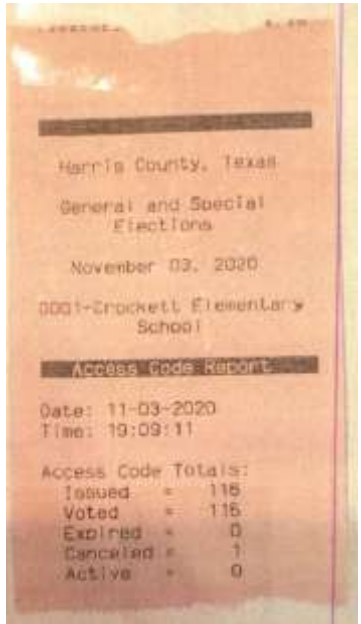 Harris County, Texas
General and Special
Elections
November 03, 2020
0001-Crockett Elementary
School
Access Code Report
Date: 11-03-2020
Time: 19:09:11
Access Code Totals:
Issued = 116
Voted = 115
Expired = 0
Canceled = 1
Active = 0